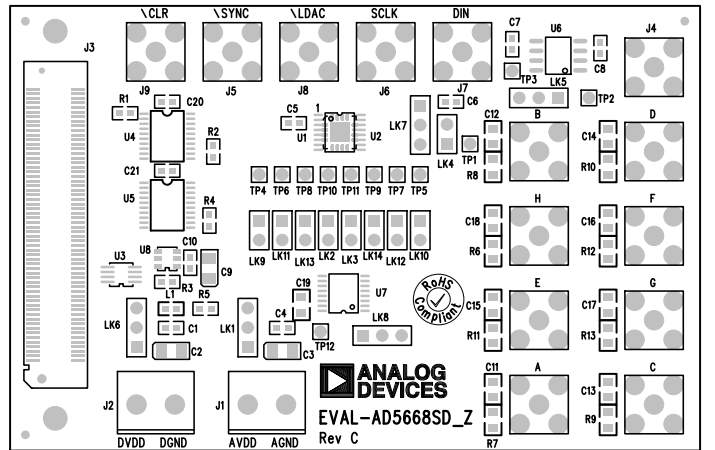 \CLR \SYNC \LDAC SCLK DIN
J3
J9 J5 J8 J6 J7
C7 U6 J4
TP3 C8
LK5 TP2
R1 C20
U4 R2
C5 1 U1 U2
LK7 C6 LK4 TP1
C12 B C14 D
R8 R10
C21
U5 R4
TP4 TP6 TP8 TP10 TP11 TP9 TP7 TP5
C18 H C16 F
R6 R12
LK9 LK11 LK13 LK2 LK3 LK14 LK12 LK10
U3 U8 C10 C9
R3
C19 U7
RoHS Compliant
C15 E C17 G
R11 R13
L1 R5
LK6 C1 LK1 C4 LK8
TP12
C2 C3
C11 A C13 C
R7 R9
ANALOG
DEVICES
J2 J1
EVAL-AD5668SD_Z
DVDD DGND AVDD AGND
Rev C